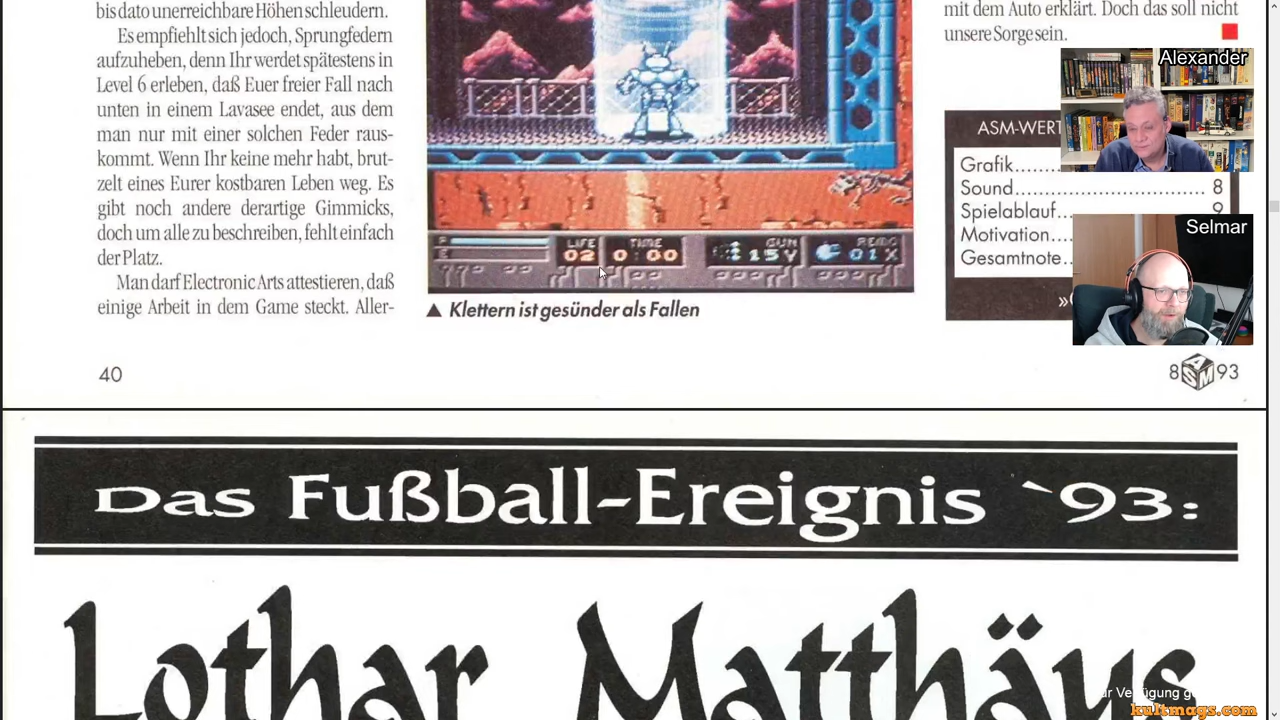 bis dato unerreichbare Höhen schleudern.
Es empfiehlt sich jedoch, Sprungfedern
aufzuheben, denn Ihr werdet spätestens in
Level 6 erleben, daß Euer freier Fall nach
unten in einem Lavasee endet, aus dem
man nur mit einer solchen Feder raus-
kommt. Wenn Ihr keine mehr habt, brut-
zelt eines Eurer kostbaren Leben weg. Es
gibt noch andere derartige Gimmicks,
doch um alle zu beschreiben, fehlt einfach
der Platz.
Man darf Electronic Arts attestieren, daß
einige Arbeit in dem Game steckt. Aller-
LIFE
02
TIME
0:00
GUN
15
01X
▲ Klettern ist gesünder als Fallen
mit dem Auto erklärt. Doch das soll nicht
unsere Sorge sein.
ASM-WERT
Grafik
Sound 8
Spielablauf 9
Motivation
Gesamtnote
Alexander
Selmar
40
8 ASM 93
Das Fußball-Ereignis `93:
Lothar Matthäus
kultmags.com